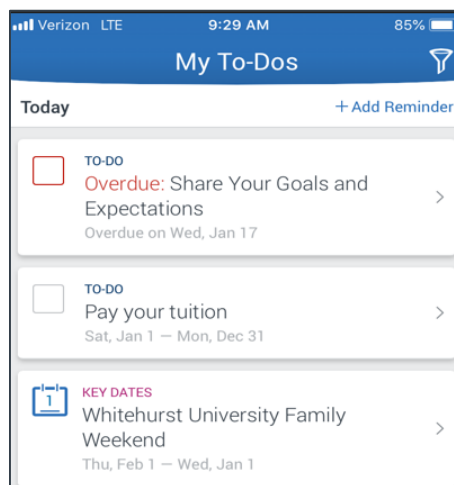 Verizon LTE 9:29 AM 85%
My To-Dos
Today + Add Reminder
TO-DO
Overdue: Share Your Goals and
Expectations
Overdue on Wed, Jan 17
TO-DO
Pay your tuition
Sat, Jan 1 — Mon, Dec 31
1
KEY DATES
Whitehurst University Family
Weekend
Thu, Feb 1 — Wed, Jan 1